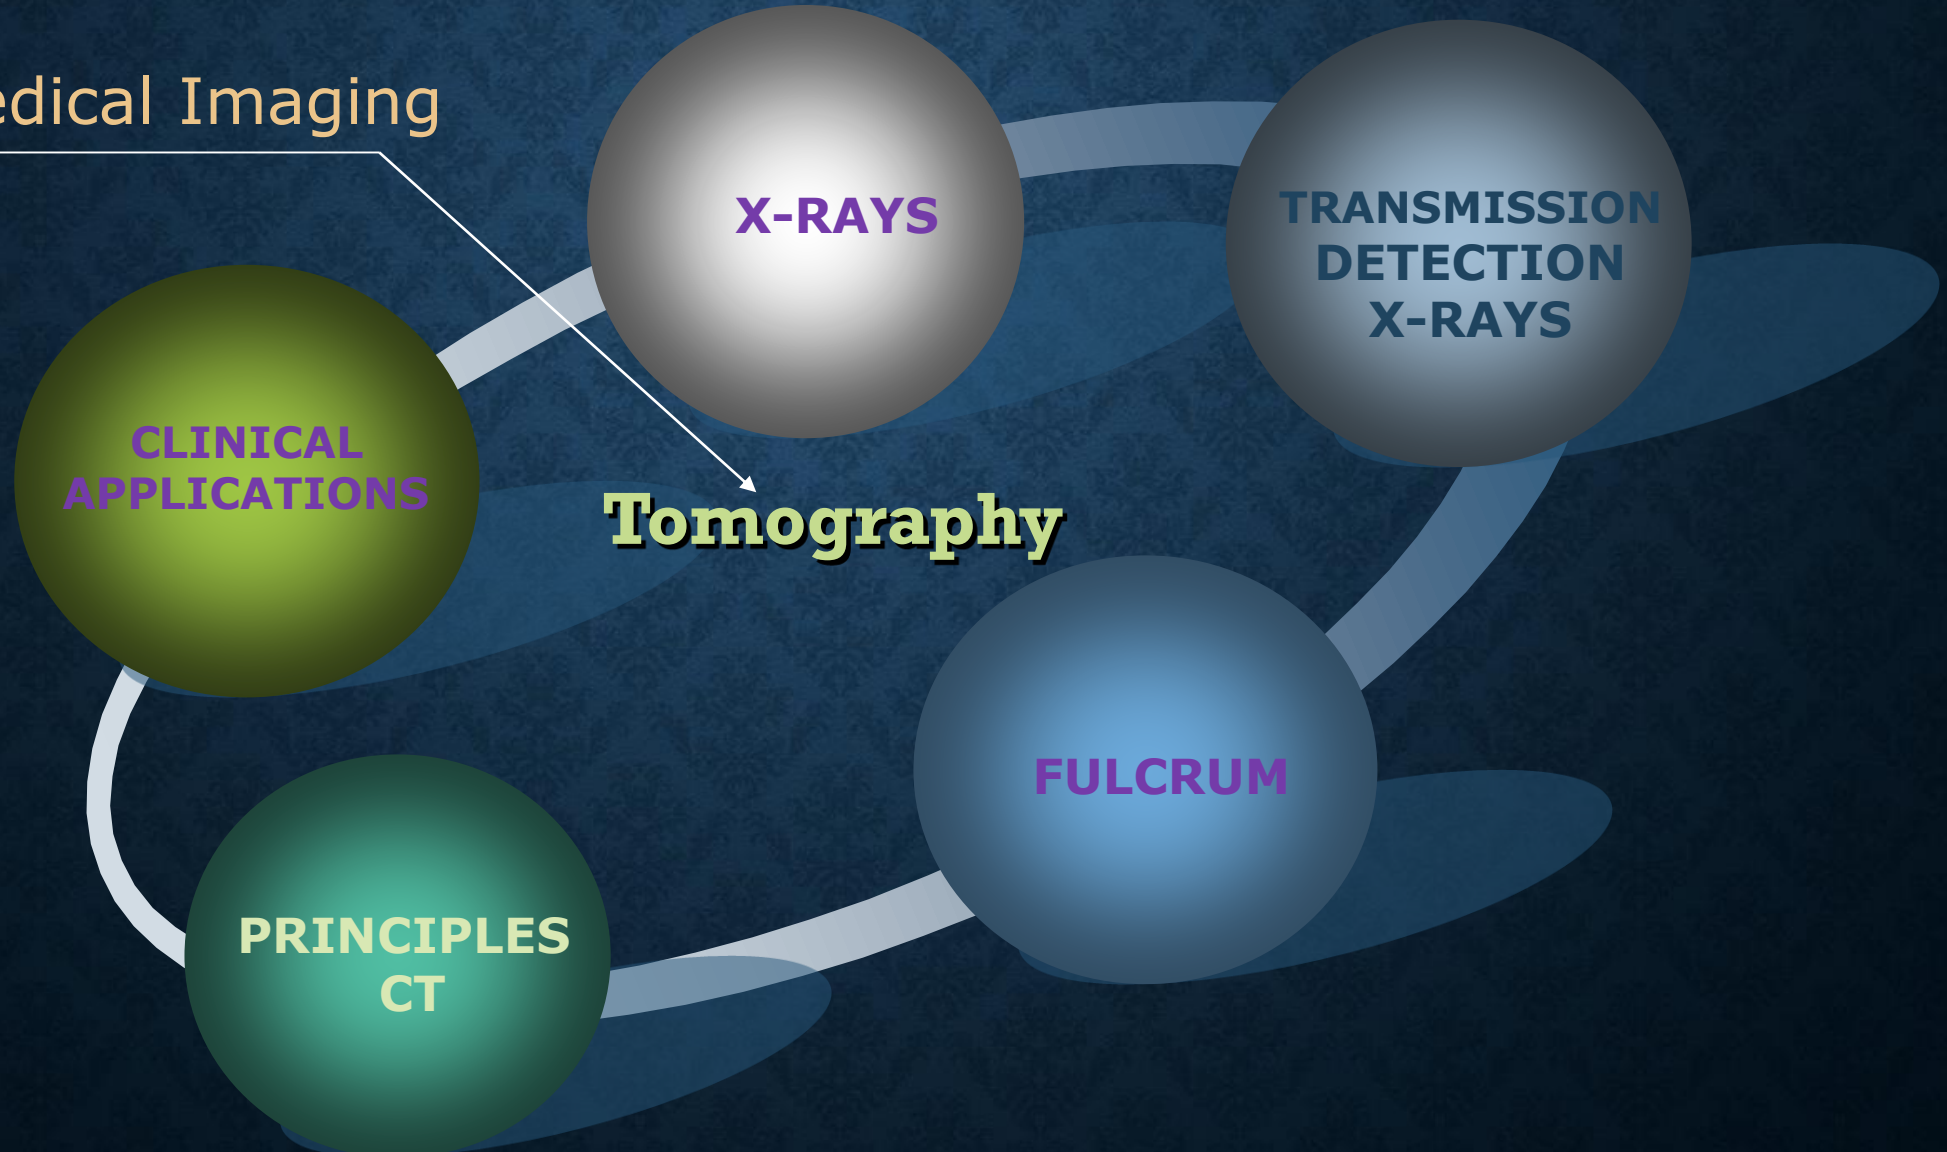 edical Imaging
X-RAYS
TRANSMISSION
DETECTION
X-RAYS
CLINICAL
APPLICATIONS
Tomography
FULCRUM
PRINCIPLES
CT